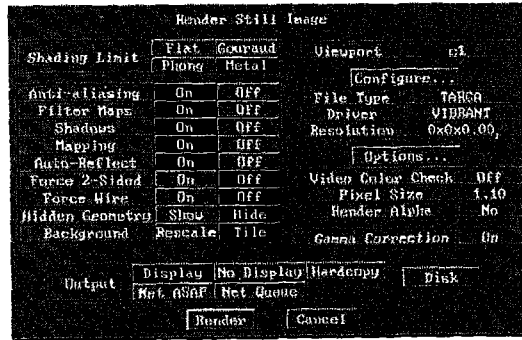 Render Still Image
Shading Limit Flat Gouraud
Phong Metal
Viewport c1
Configure...
Anti-aliasing On Off
Filter Maps On Off
Shadows On Off
Mapping On Off
Auto-Reflect On Off
Force 2-Sided On Off
Force Wire On Off
Hidden Geometry Show Hide
Background Rescale Tile
File Type TARGA
Driver VIBRANT
Resolution 0x0x0.00,
Options...
Video Color Check Off
Pixel Size 1.10
Render Alpha No
Gamma Correction On
Output Display No Display Hardcopy Disk
Net ASAP Net Queue
Render Cancel